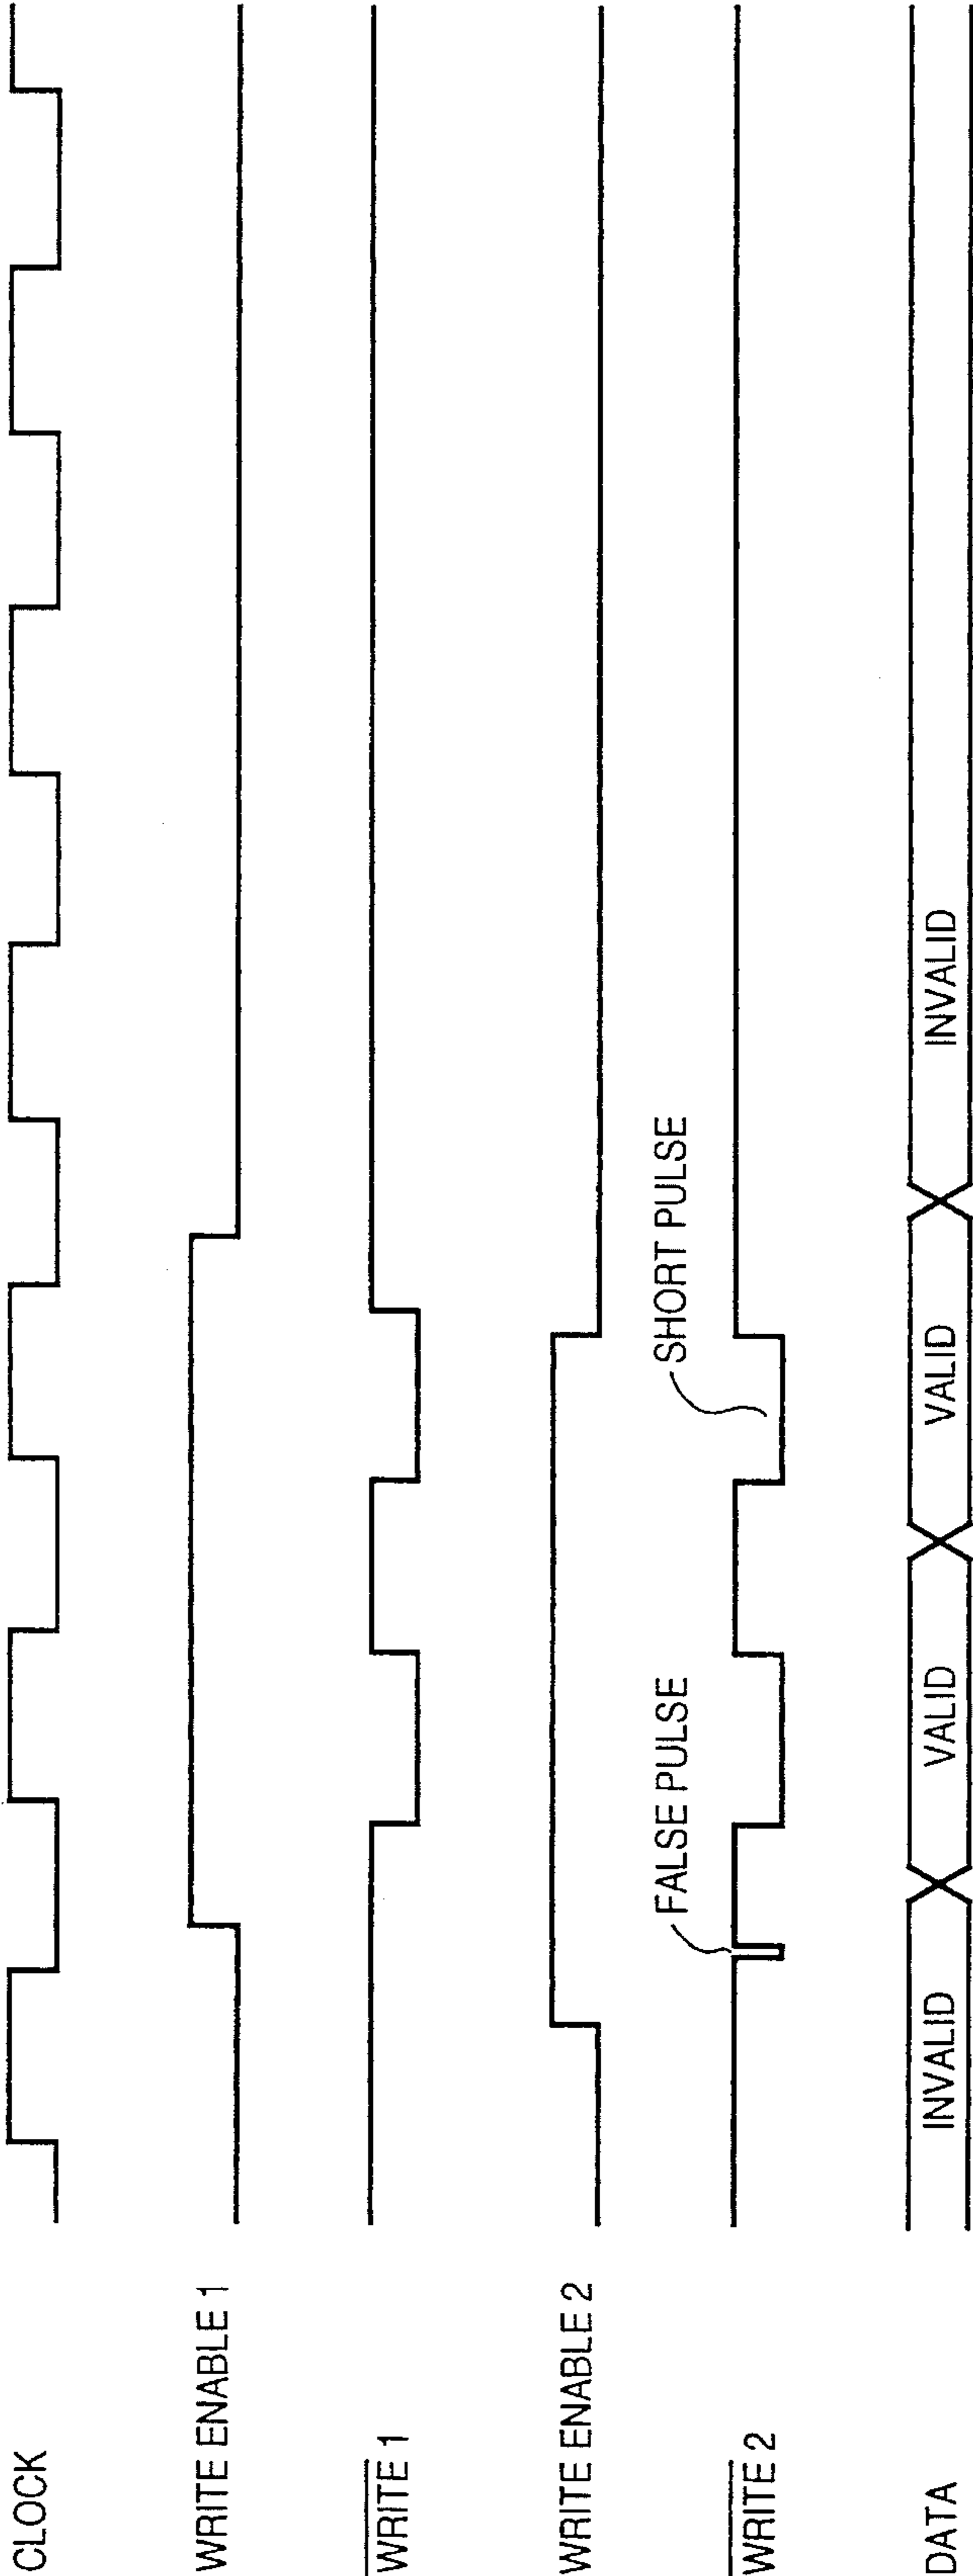 CLOCK
WRITE ENABLE 1
WRITE 1
WRITE ENABLE 2
FALSE PULSE
SHORT PULSE
WRITE 2
DATA
INVALID
VALID
VALID
VALID
INVALID